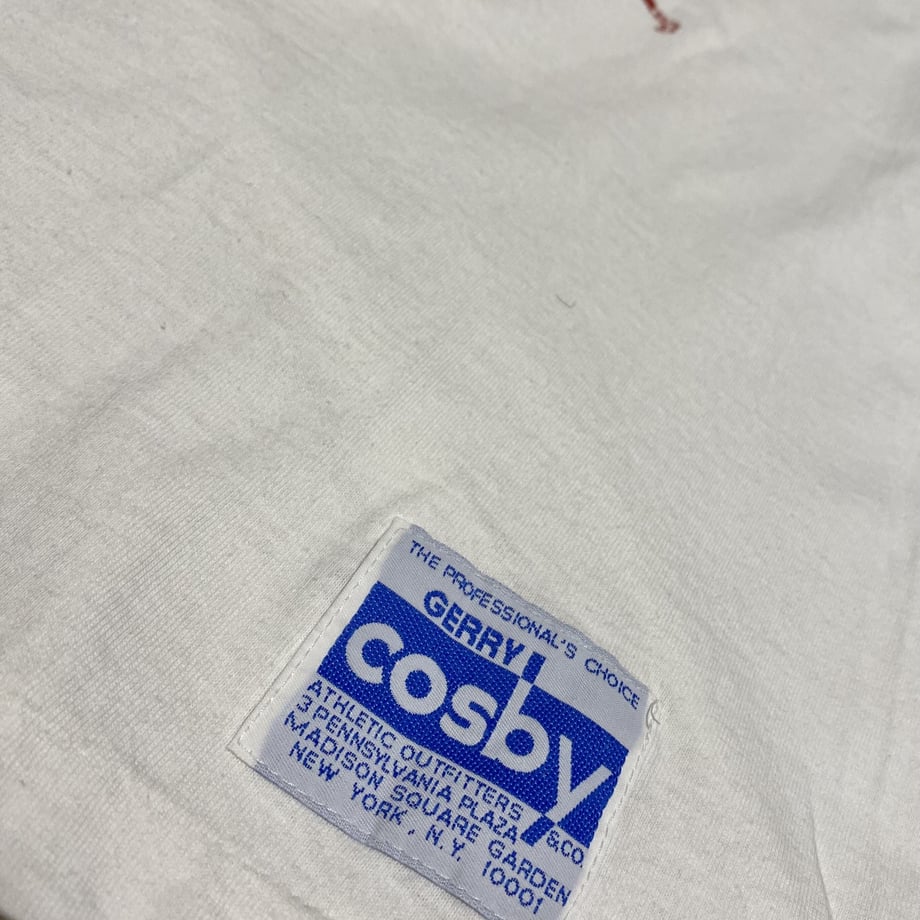 THE PROFESSIONAL'S CHOICE
GERRY
cosby
&CO.
ATHLETIC OUTFITTERS
3 PENNSYLVANIA PLAZA
MADISON SQUARE GARDEN
NEW YORK, N.Y. 10001